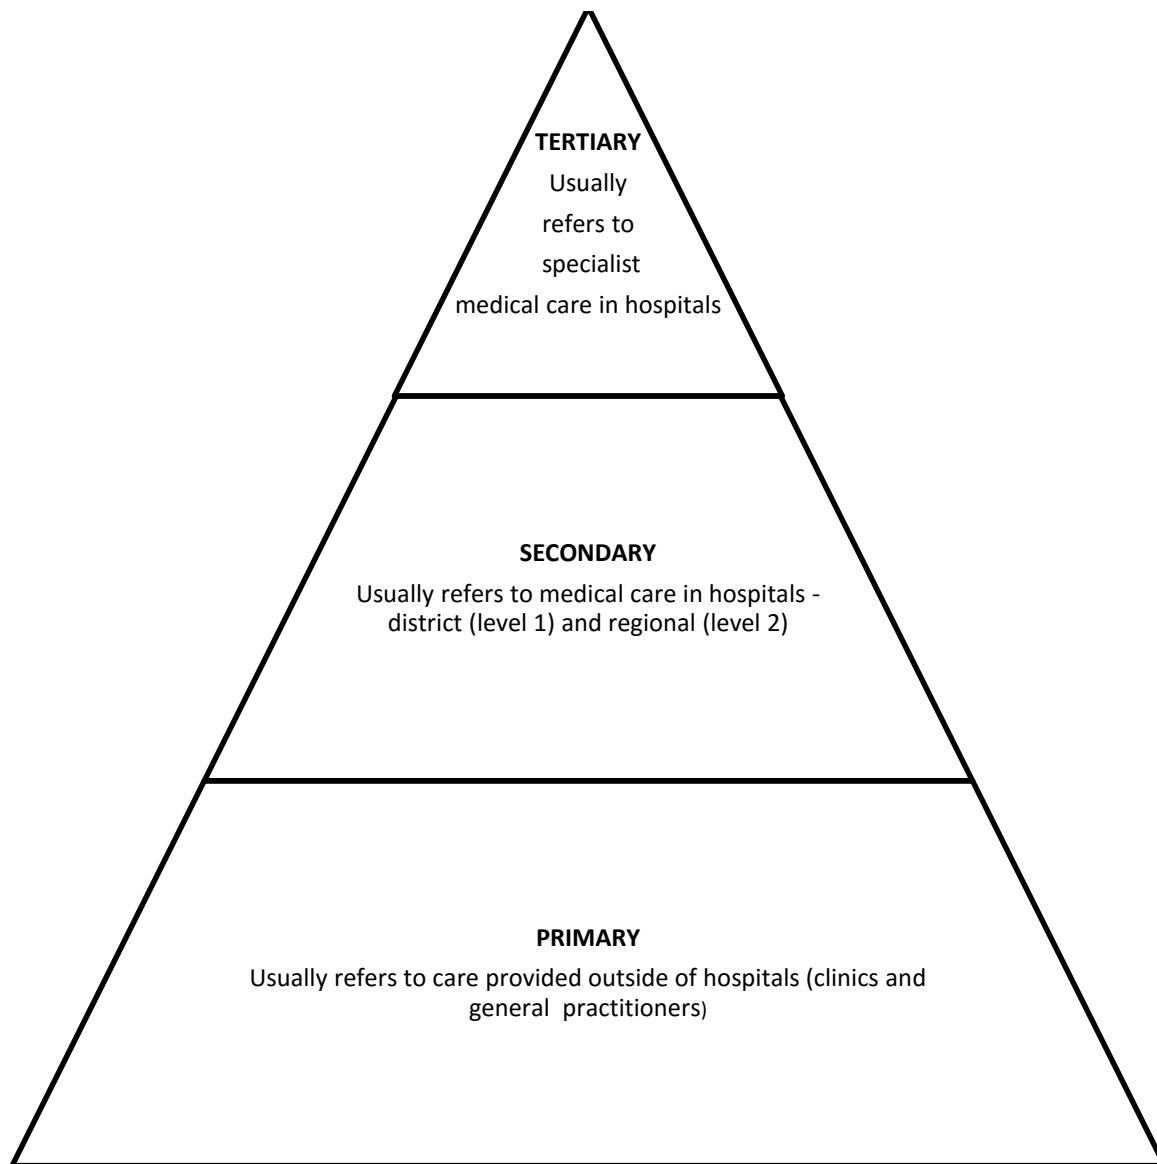 TERTIARY
Usually
refers to
specialist
medical care in hospitals
SECONDARY
Usually refers to medical care in hospitals -
district (level 1) and regional (level 2)
PRIMARY
Usually refers to care provided outside of hospitals (clinics and
general  practitioners)